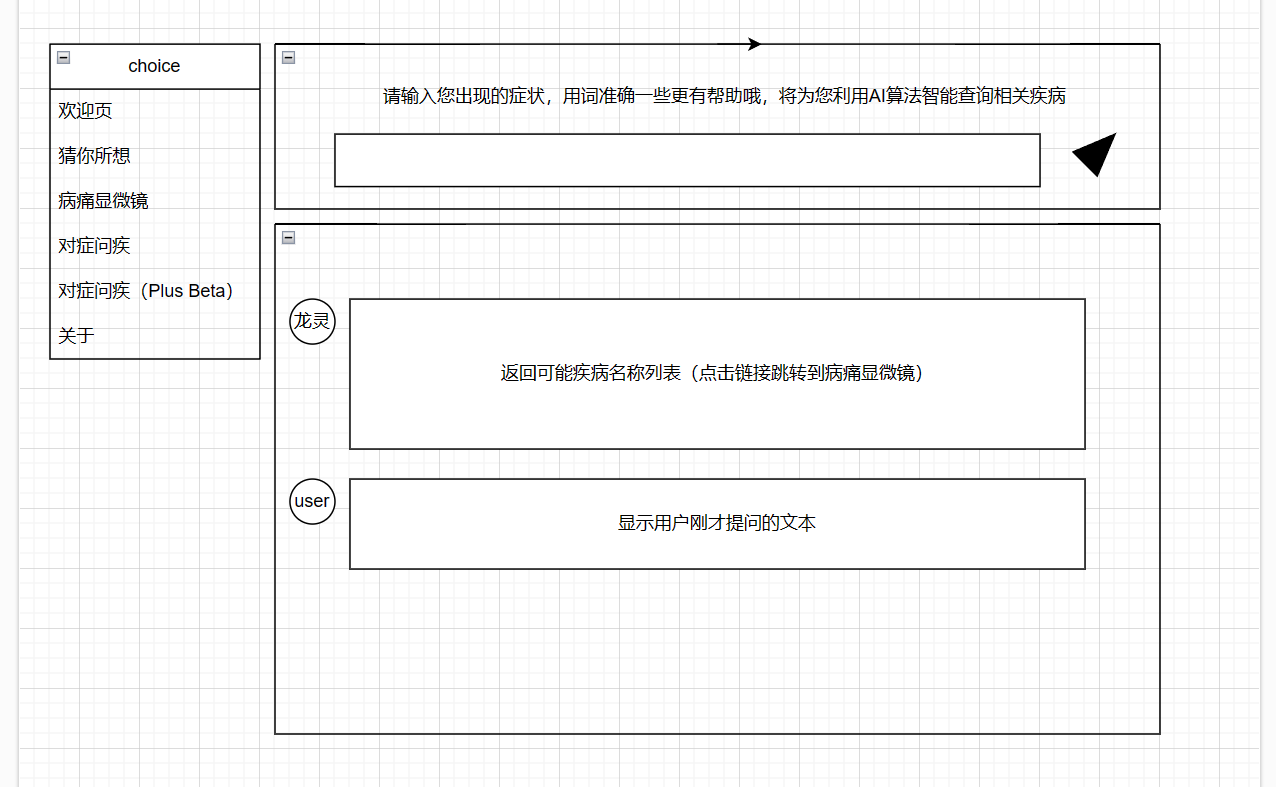 choice
欢迎页
猜你所想
病痛显微镜
对症问疾
对症问疾（Plus Beta）
关于
请输入您出现的症状，用词准确一些更有帮助哦，将为您利用AI算法智能查询相关疾病
龙灵
返回可能疾病名称列表（点击链接跳转到病痛显微镜）
user
显示用户刚才提问的文本